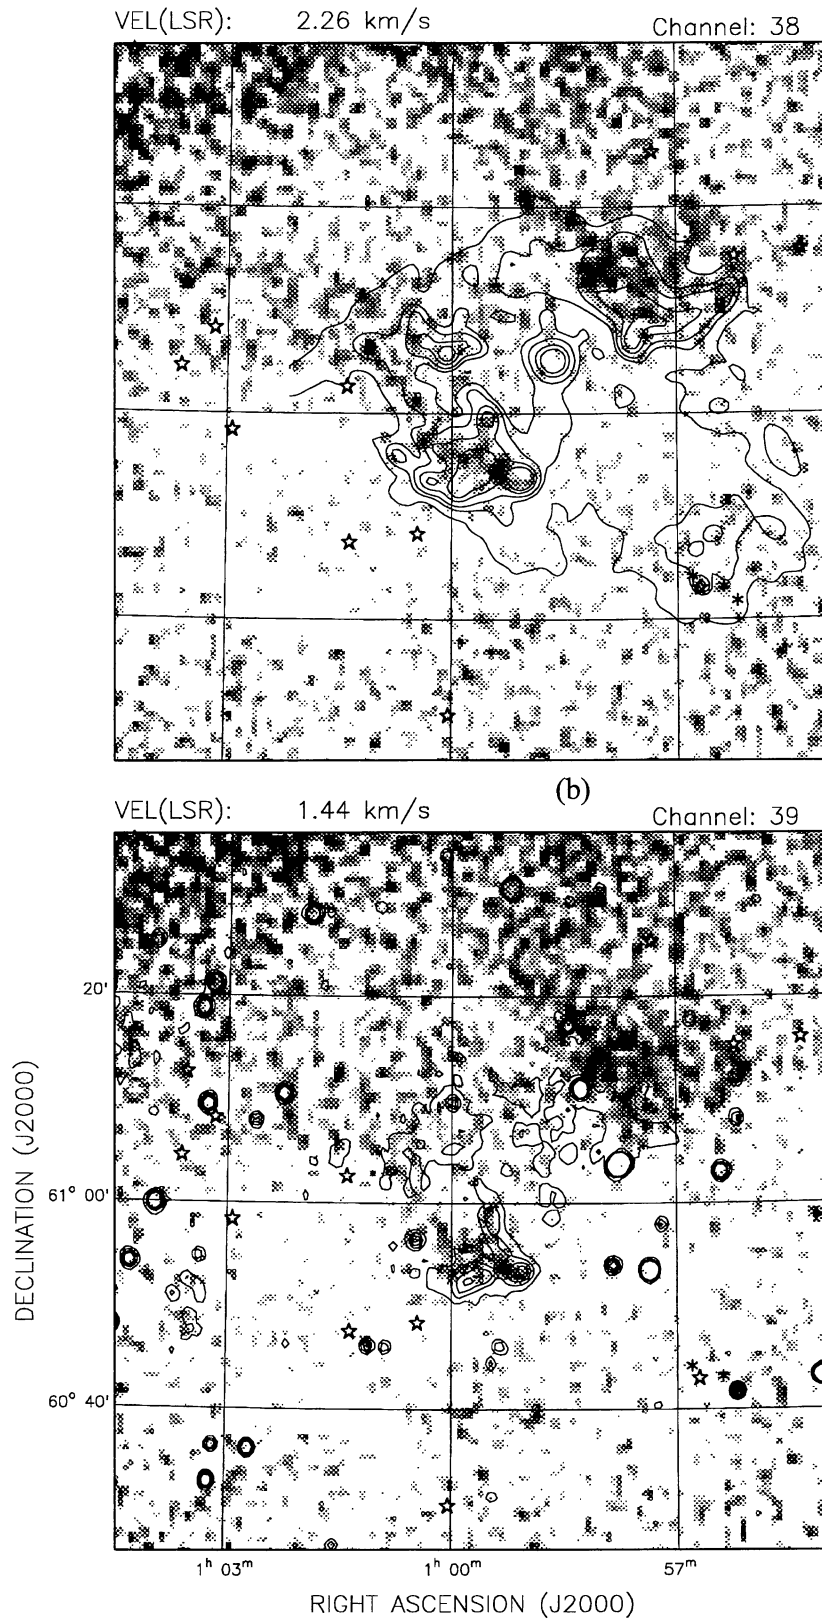 VEL(LSR): 2.26 km/s Channel: 38
(b)
VEL(LSR): 1.44 km/s Channel: 39
20'
61° 00'
60° 40'
DECLINATION (J2000)
1h 03m 1h 00m 57m
RIGHT ASCENSION (J2000)